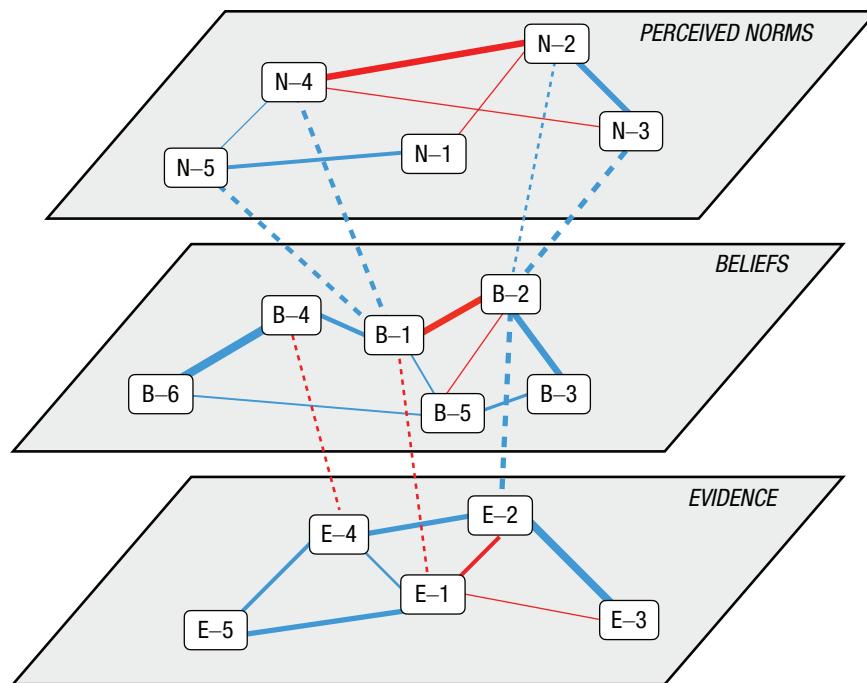 PERCEIVED NORMS
N–2
N–4
N–3
N–1
N–5
BELIEFS
B–2
B–4
B–1
B–6
B–3
B–5
EVIDENCE
E–2
E–4
E–1
E–3
E–5